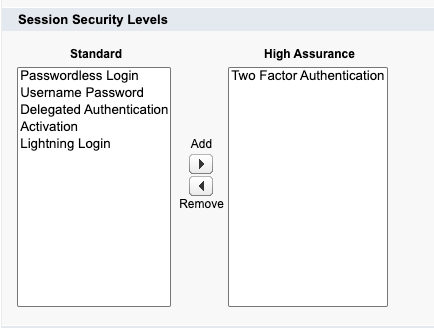 Session Security Levels
Standard
Passwordless Login
Username Password
Delegated Authentication
Activation
Lightning Login
Add
Remove
High Assurance
Two Factor Authentication